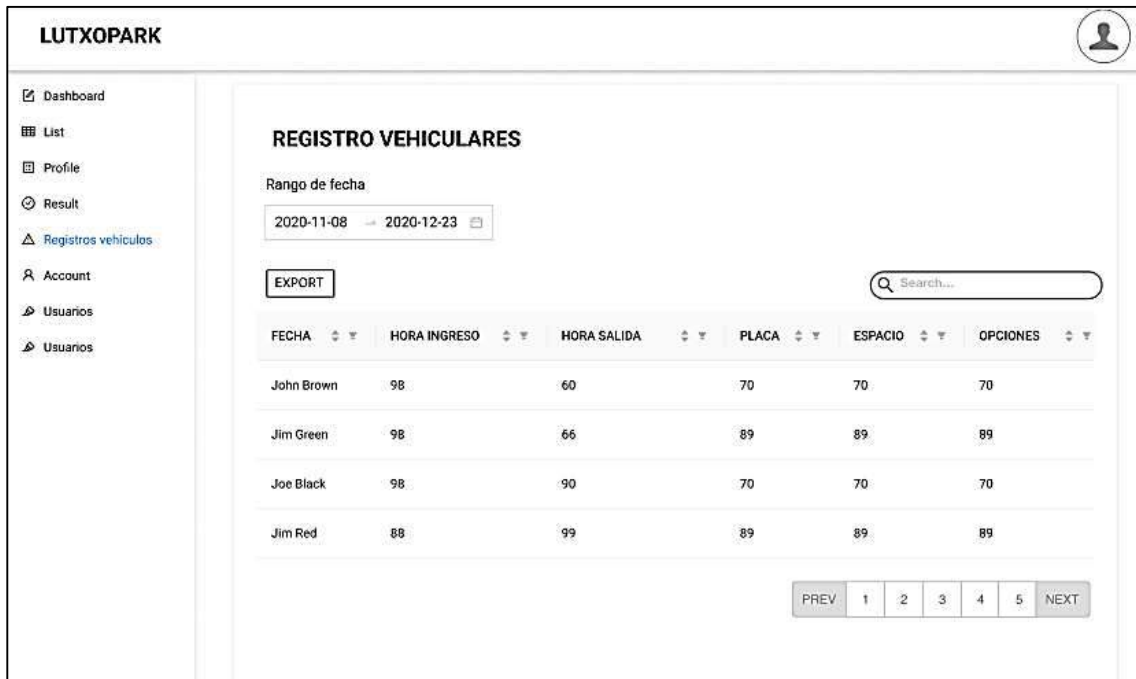 LUTXOPARK
Dashboard
List
Profile
Result
Registros vehiculos
Account
Usuarios
Usuarios
REGISTRO VEHICULARES
Rango de fecha
2020-11-08 → 2020-12-23
EXPORT
Search...
FECHA HORA INGRESO HORA SALIDA PLACA ESPACIO OPCIONES
John Brown 98 60 70 70 70
Jim Green 98 66 89 89 89
Joe Black 98 90 70 70 70
Jim Red 88 99 89 89 89
PREV 1 2 3 4 5 NEXT